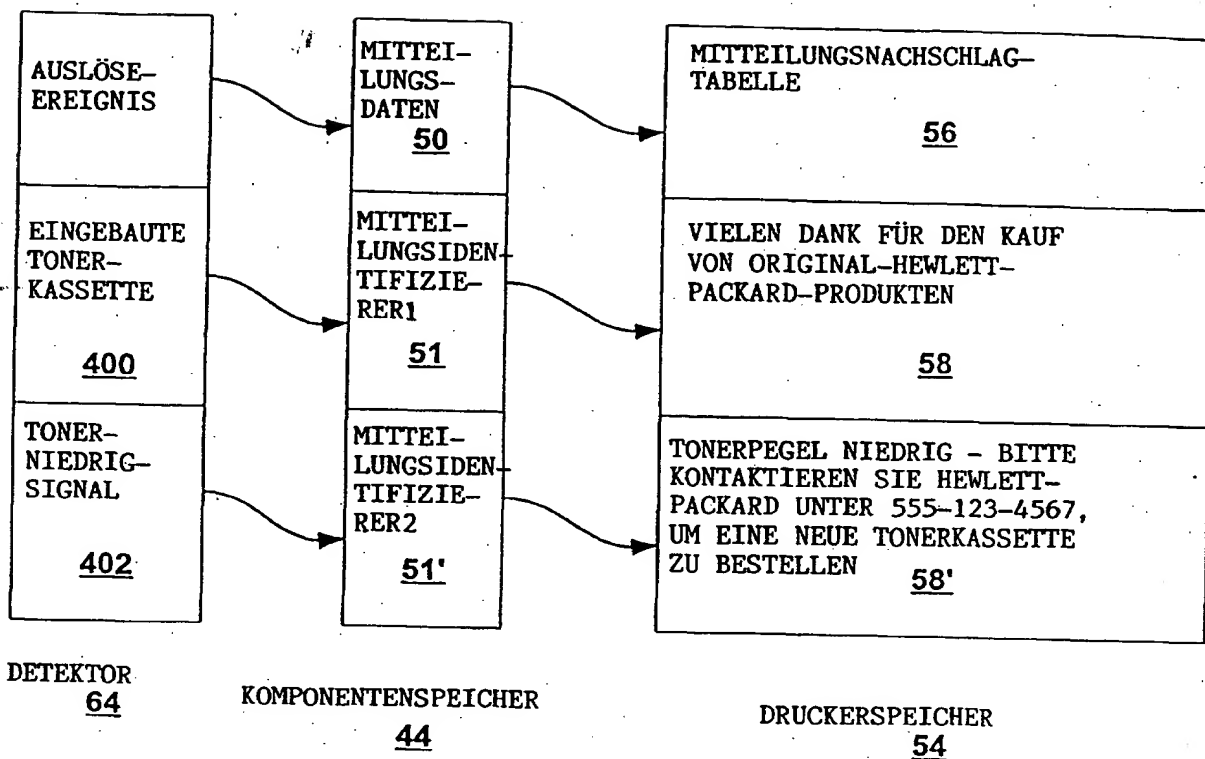 AUSLÖSE-
EREIGNIS
EINGEBAUTE
TONER-
KASSETTE
400
TONER-
NIEDRIG-
SIGNAL
402
DETEKTOR
64
MITTEI-
LUNGS-
DATEN
50
MITTEI-
LUNGSIDEN-
TIFIZIE-
RER1
51
MITTEI-
LUNGSIDEN-
TIFIZIE-
RER2
51'
KOMPONENTENSPEICHER
44
MITTEILUNGSNACHSCHLAG-
TABELLE
56
VIELEN DANK FÜR DEN KAUF
VON ORIGINAL-HEWLETT-
PACKARD-PRODUKTEN
58
TONERPEGEL NIEDRIG - BITTE
KONTAKTIEREN SIE HEWLETT-
PACKARD UNTER 555-123-4567,
UM EINE NEUE TONERKASSETTE
ZU BESTELLEN
58'
DRUCKERSPEICHER
54